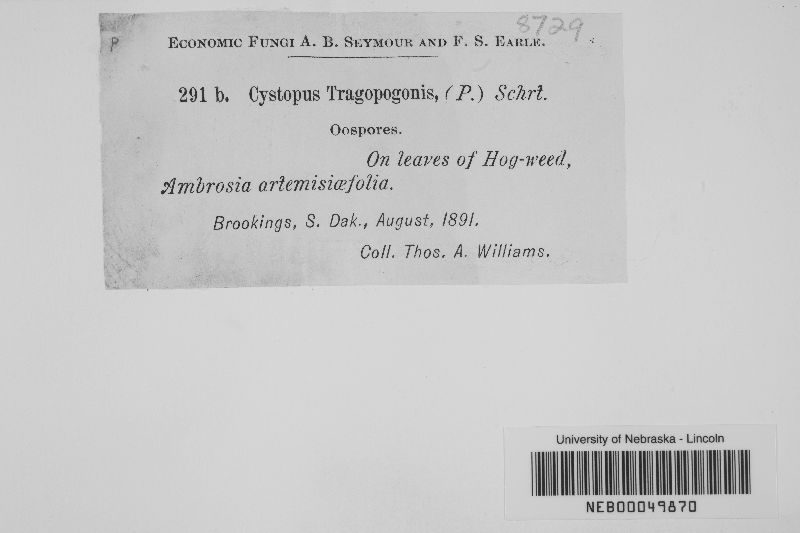 P
8729
ECONOMIC FUNGI A. B. SEYMOUR AND F. S. EARLE.
291 b. Cystopus Tragopogonis, (P.) Schrt.
Oospores.
On leaves of Hog-weed,
Ambrosia artemisiæfolia.
Brookings, S. Dak., August, 1891.
Coll. Thos. A. Williams.
University of Nebraska - Lincoln
NEB00049870